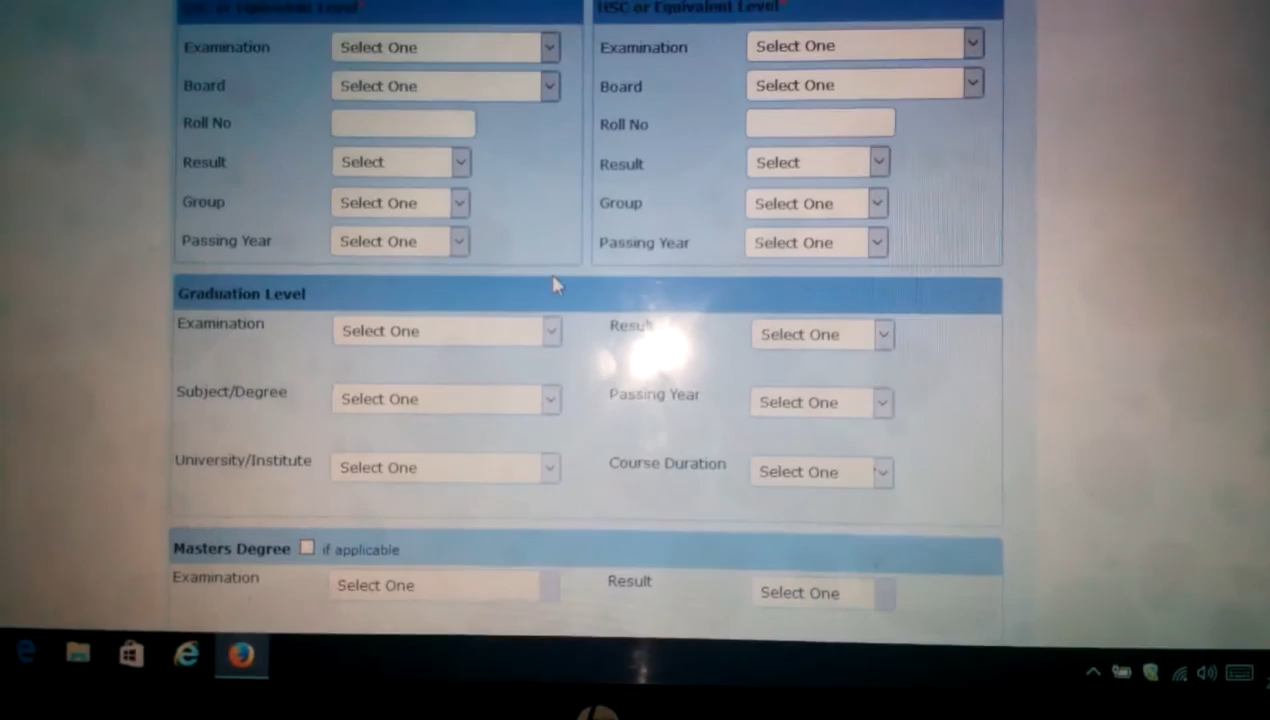 or Equivalent Level*
HSC or Equivalent Level*
Examination Select One
Examination Select One
Board Select One
Board Select One
Roll No
Roll No
Result Select
Result Select
Group Select One
Group Select One
Passing Year Select One
Passing Year Select One
Graduation Level
Examination Select One
Result Select One
Subject/Degree Select One
Passing Year Select One
University/Institute Select One
Course Duration Select One
Masters Degree if applicable
Examination Select One
Result Select One